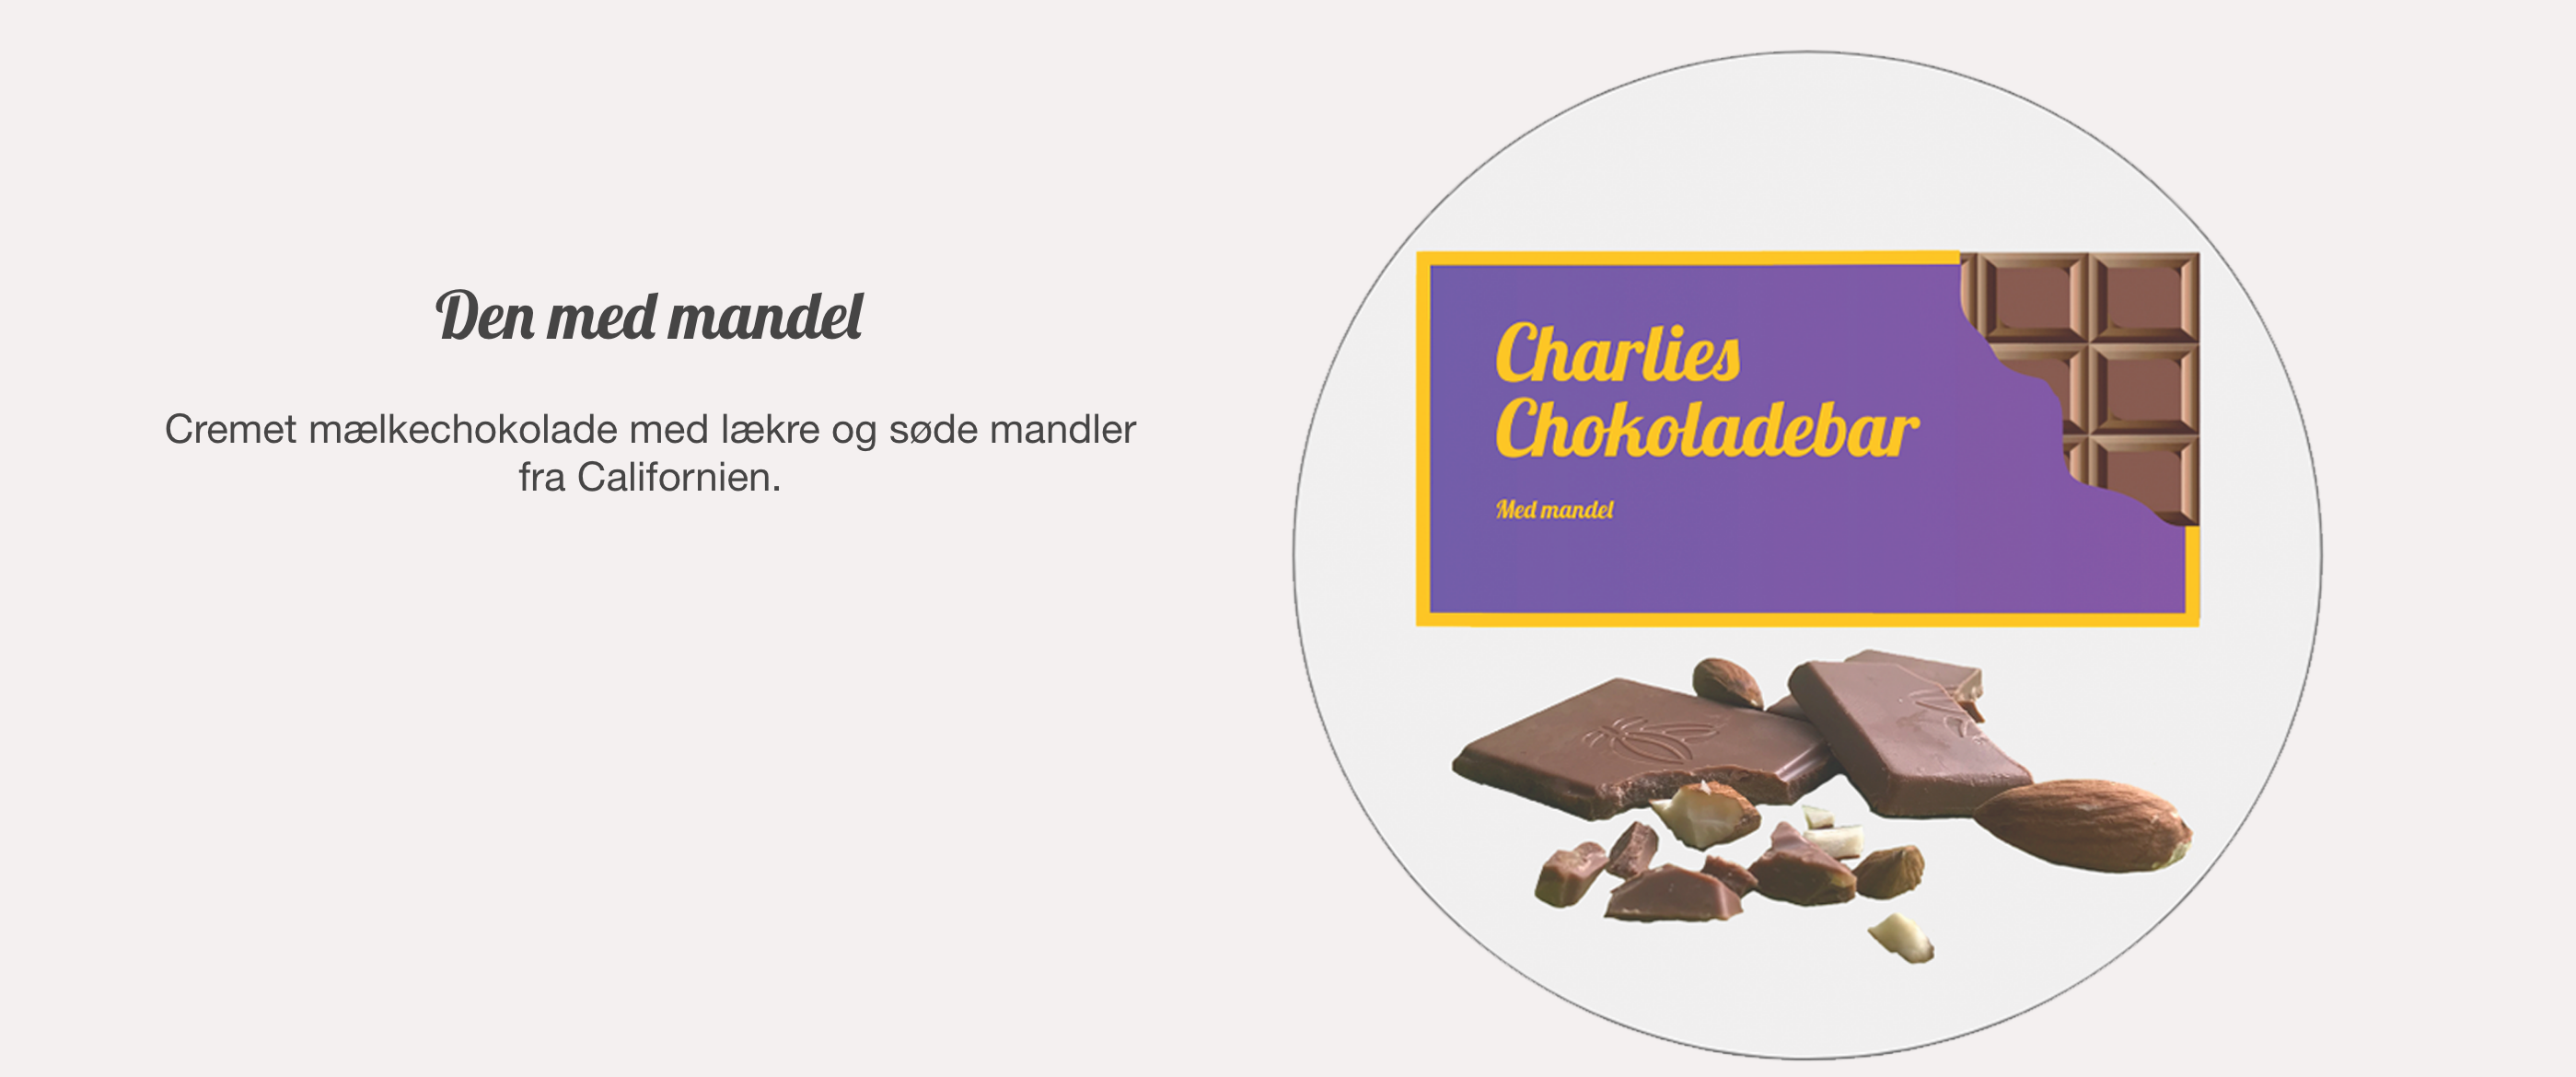 Den med mandel
Cremet mælkechokolade med lækre og søde mandler
fra Californien.
Charlies
Chokoladebar
Med mandel